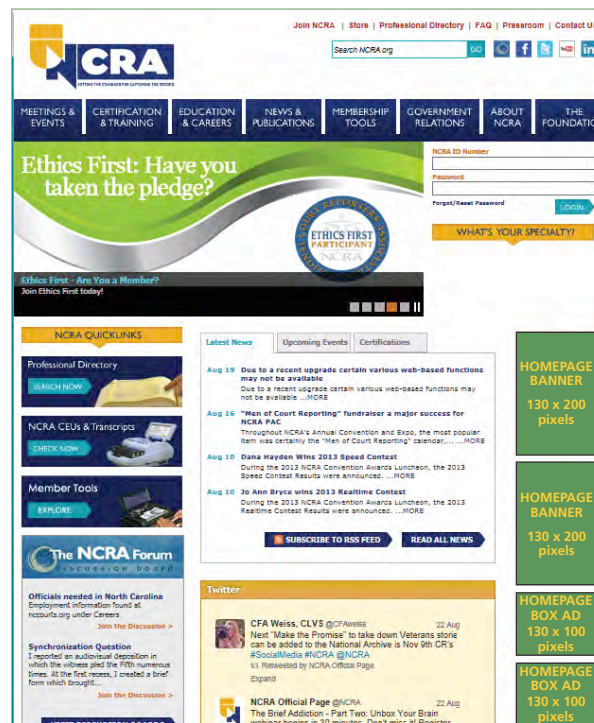 Join NCRA | Store | Professional Directory | FAQ | Pressroom | Contact Us
Search NCRA.org
GO
NCRA
SETTING THE STANDARD FOR CAPTURING THE RECORD
MEETINGS & EVENTS
CERTIFICATION & TRAINING
EDUCATION & CAREERS
NEWS & PUBLICATIONS
MEMBERSHIP TOOLS
GOVERNMENT RELATIONS
ABOUT NCRA
THE FOUNDATIO
Ethics First: Have you
taken the pledge?
ETHICS FIRST
PARTICIPANT
NCRA
Ethics First - Are You a Member?
Join Ethics First today!
NCRA ID Number
Password
Forgot/Reset Password
LOGIN
WHAT'S YOUR SPECIALTY?
NCRA QUICKLINKS
Professional Directory
SEARCH NOW
NCRA CEUs & Transcripts
CHECK NOW
Member Tools
EXPLORE
The NCRA Forum
discussion board
Officials needed in North Carolina
Employment information found at
nccourts.org under Careers
Join the Discussion >
Synchronization Question
I reported an audiovisual deposition in
which the witness pled the Fifth numerous
times. At the first recess, I created a brief
form which brought...
Join the Discussion >
Latest News
Upcoming Events
Certifications
Aug 19 Due to a recent upgrade certain various web-based functions
may not be available
Due to a recent upgrade certain various web-based functions may
not be available ...MORE
Aug 16 "Men of Court Reporting" fundraiser a major success for
NCRA PAC
Throughout NCRA's Annual Convention and Expo, the most popular
item was certainly the "Men of Court Reporting" calendar,... ...MORE
Aug 10 Dana Hayden Wins 2013 Speed Contest
During the 2013 NCRA Convention Awards Luncheon, the 2013
Speed Contest Results were announced. ...MORE
Aug 10 Jo Ann Bryce wins 2013 Realtime Contest
During the 2013 NCRA Convention Awards Luncheon, the 2013
Realtime Contest Results were announced. ...MORE
SUBSCRIBE TO RSS FEED
READ ALL NEWS
Twitter
CFA Weiss, CLVS @CFAweiss 22 Aug
Next "Make the Promise" to take down Veterans storie
can be added to the National Archive is Nov 9th CR's
#SocialMedia #NCRA @NCRA
Retweeted by NCRA Official Page
Expand
NCRA Official Page @NCRA 22 Aug
The Brief Addiction - Part Two: Unbox Your Brain
HOMEPAGE
BANNER
130 x 200
pixels
HOMEPAGE
BANNER
130 x 200
pixels
HOMEPAGE
BOX AD
130 x 100
pixels
HOMEPAGE
BOX AD
130 x 100
pixels